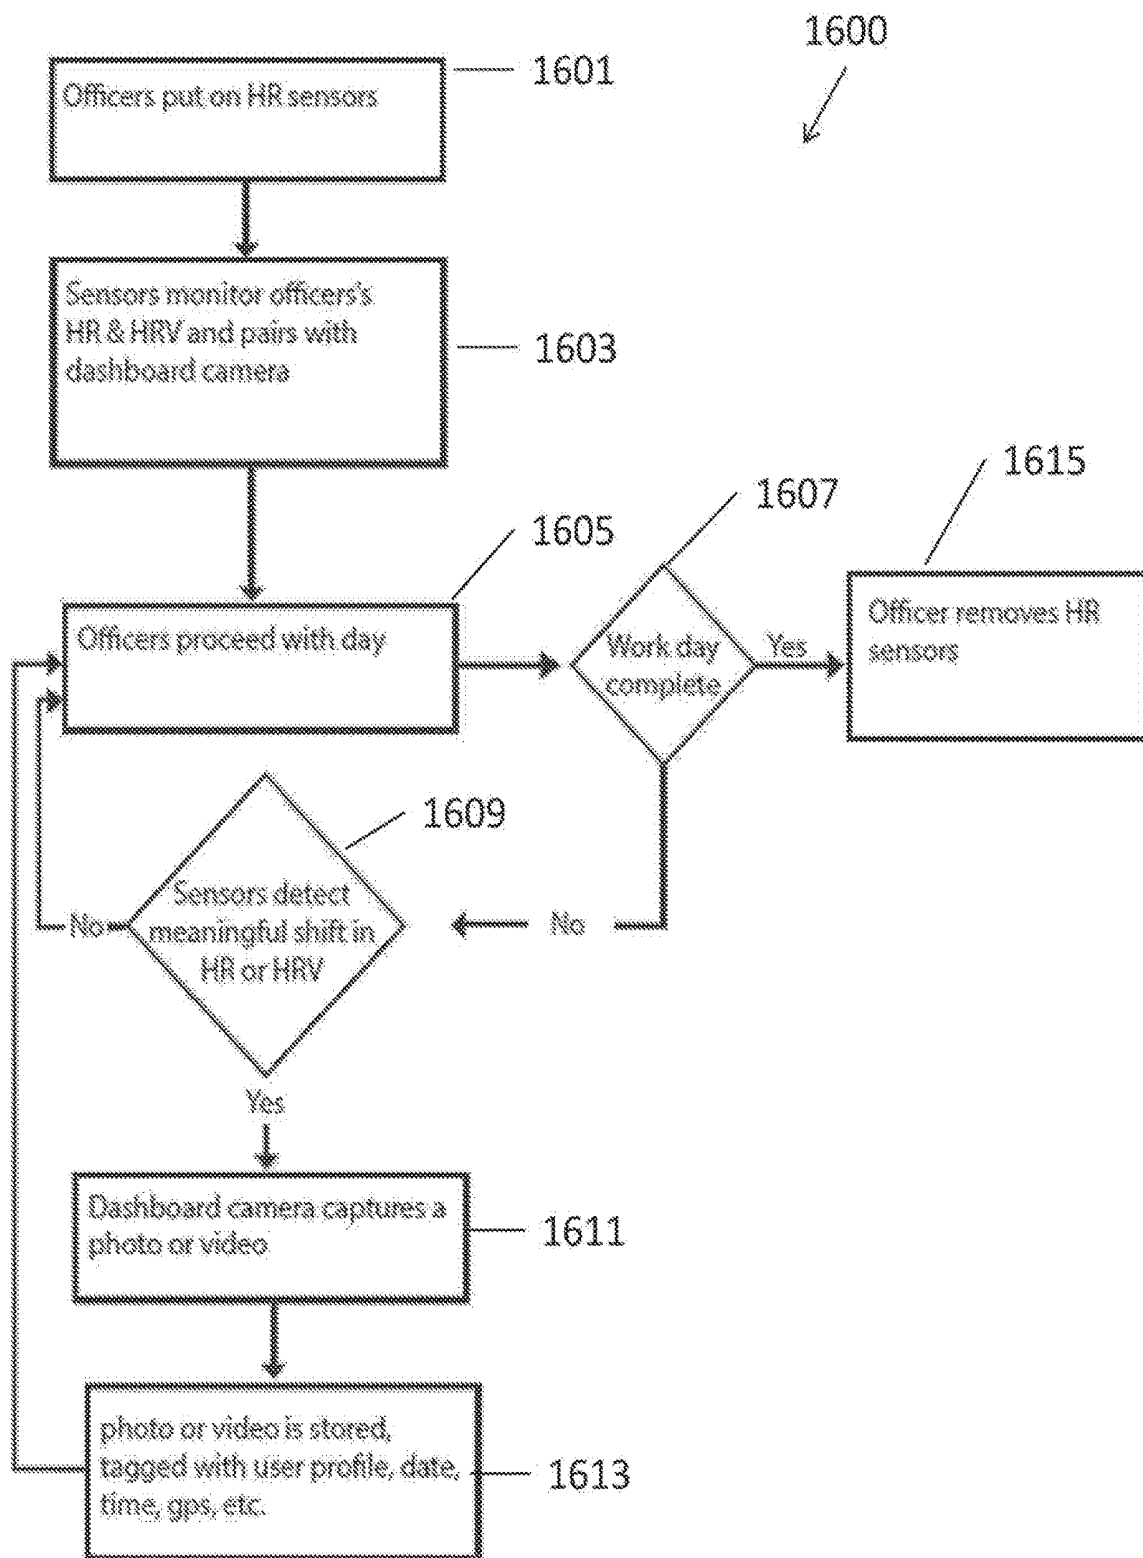 1600
1601
Officers put on HR sensors
Sensors monitor officers's
HR & HRV and pairs with
dashboard camera
1603
1605
Officers proceed with day
1607
Work day
complete
Yes
1615
Officer removes HR
sensors
1609
Sensors detect
meaningful shift in
HR or HRV
No
No
Yes
Dashboard camera captures a
photo or video
1611
photo or video is stored,
tagged with user profile, date,
time, gps, etc.
1613